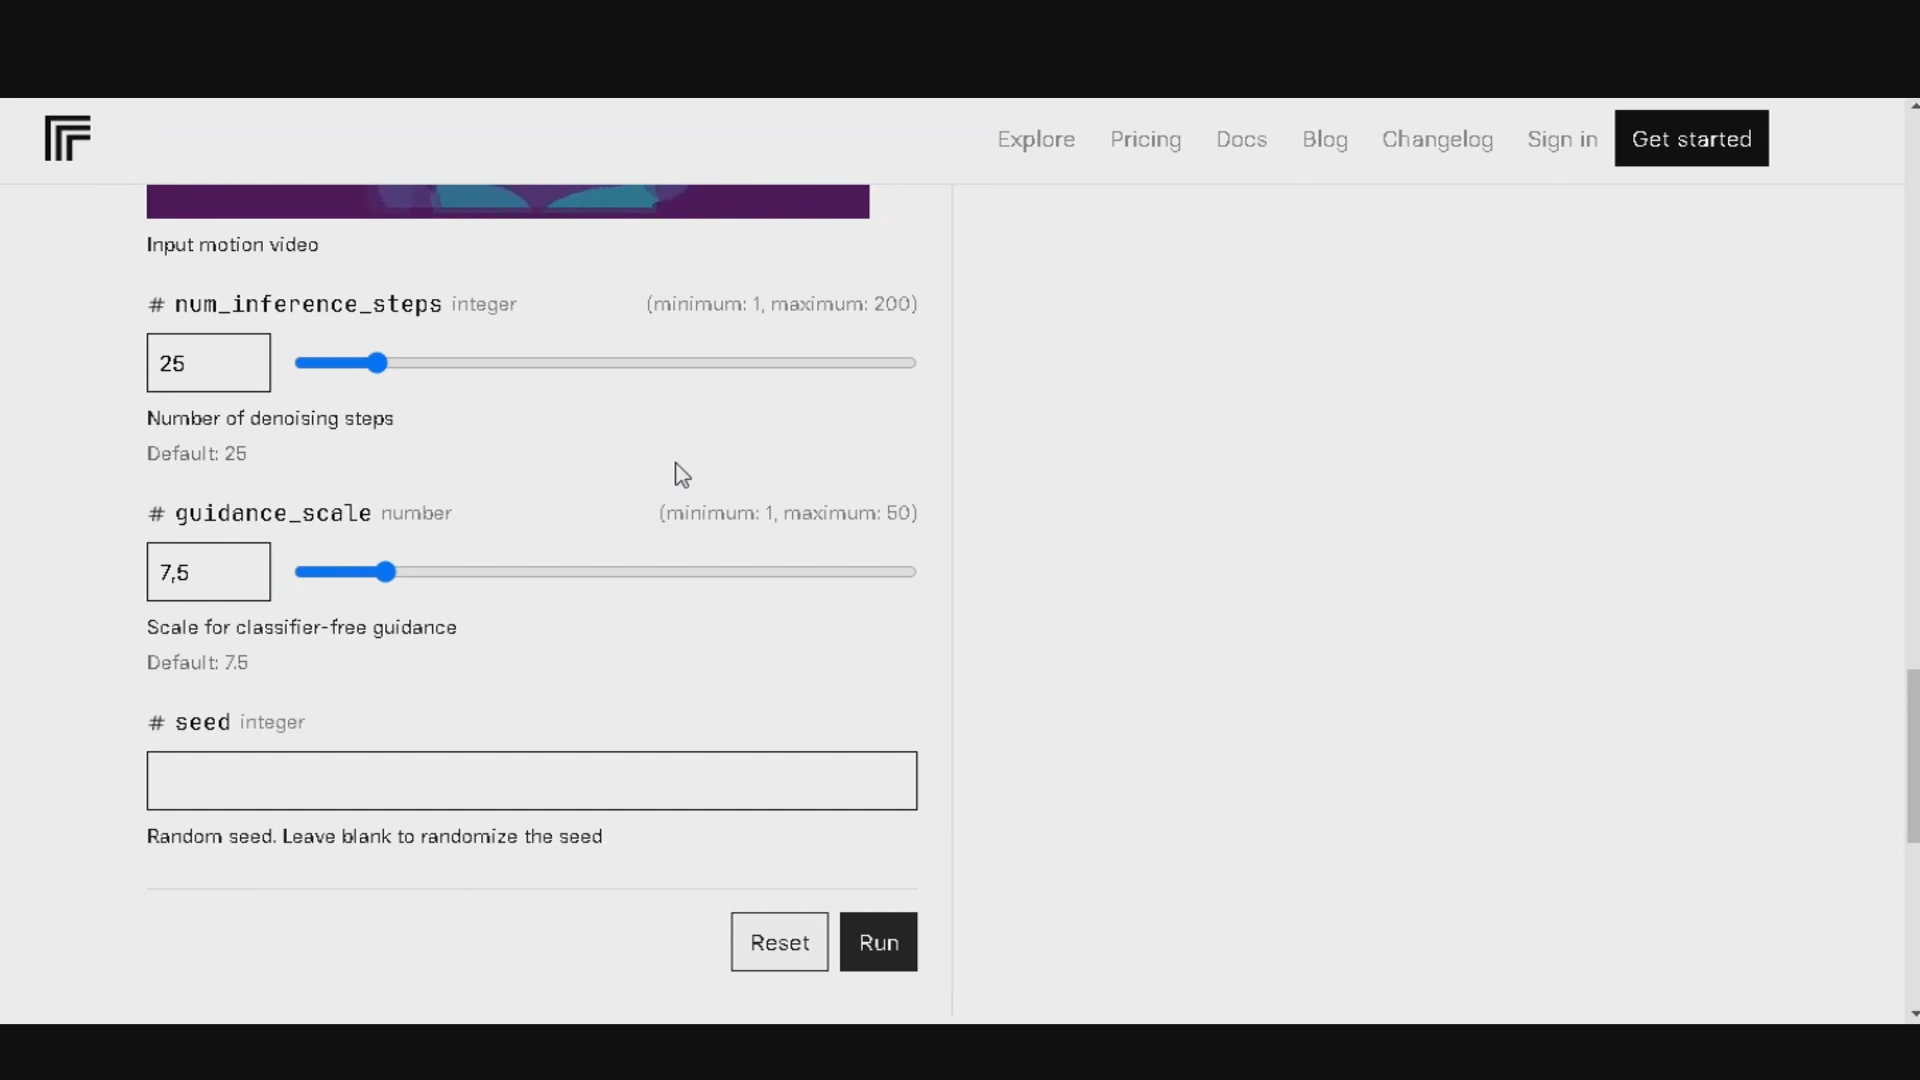 Explore Pricing Docs Blog Changelog Sign in Get started
Input motion video
# num_inference_steps integer (minimum: 1, maximum: 200)
25
Number of denoising steps
Default: 25
# guidance_scale number (minimum: 1, maximum: 50)
7,5
Scale for classifier-free guidance
Default: 7.5
# seed integer
Random seed. Leave blank to randomize the seed
Reset Run